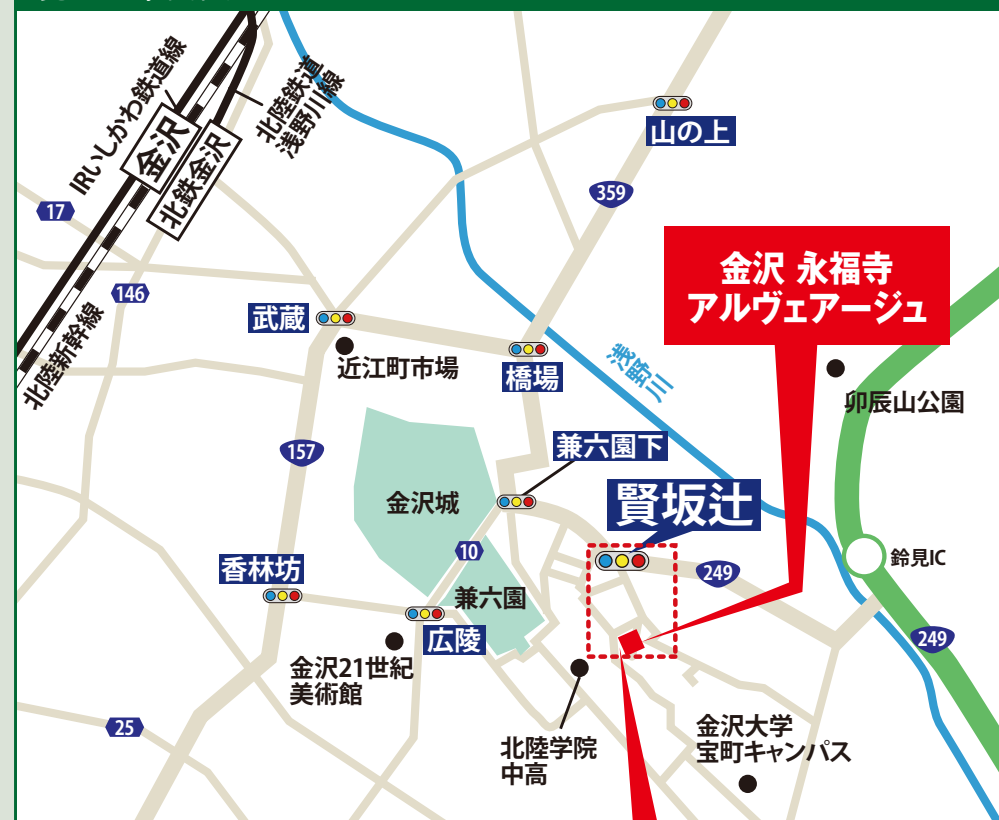 IRいしかわ鉄道線
金沢
北鉄金沢
北陸鉄道
浅野川線
17
146
北陸新幹線
山の上
359
金沢 永福寺
アルヴェアージュ
武蔵
近江町市場
橋場
浅野川
卯辰山公園
157
兼六園下
金沢城
賢坂辻
10
香林坊
兼六園
249
鈴見IC
広陵
249
金沢21世紀
美術館
25
北陸学院
中高
金沢大学
宝町キャンパス